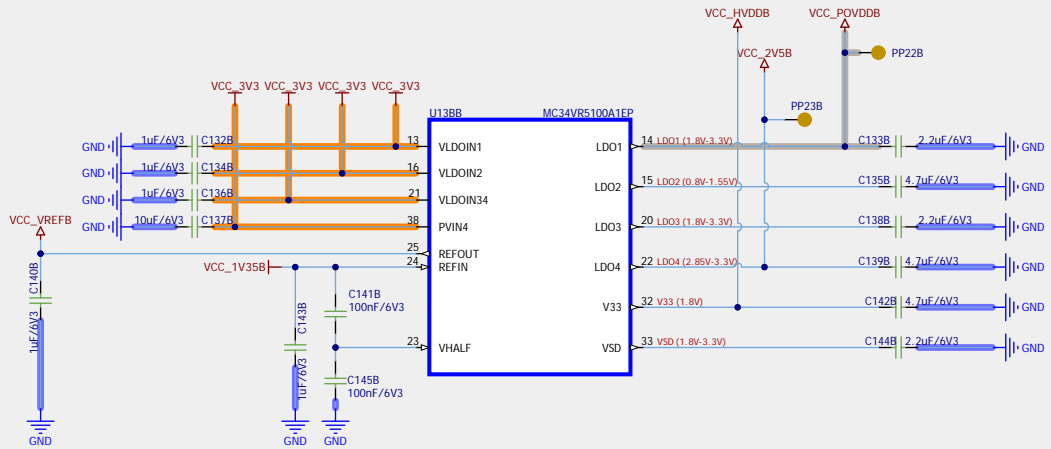 VCC_HVDDB
VCC_POVDDB
VCC_2V5B
PP22B
VCC_3V3 VCC_3V3 VCC_3V3 VCC_3V3
PP23B
U13BB
MC34VR5100A1EP
GND 1uF/6V3 C132B 13 VLDOIN1
LDO1 14 LDO1 (1.8V-3.3V) C133B 2.2uF/6V3 GND
GND 1uF/6V3 C134B 16 VLDOIN2
LDO2 15 LDO2 (0.8V-1.55V) C135B 4.7uF/6V3 GND
GND 1uF/6V3 C136B 21 VLDOIN34
GND 10uF/6V3 C137B 38 PVIN4
LDO3 20 LDO3 (1.8V-3.3V) C138B 2.2uF/6V3 GND
VCC_VREFB
25 REFOUT
VCC_1V35B 24 REFIN
LDO4 22 LDO4 (2.85V-3.3V) C139B 4.7uF/6V3 GND
C140B
1uF/6V3
C141B
100nF/6V3
V33 32 V33 (1.8V) C142B 4.7uF/6V3 GND
C143B
1uF/6V3
23 VHALF
VSD 33 VSD (1.8V-3.3V) C144B 2.2uF/6V3 GND
C145B
100nF/6V3
GND GND GND